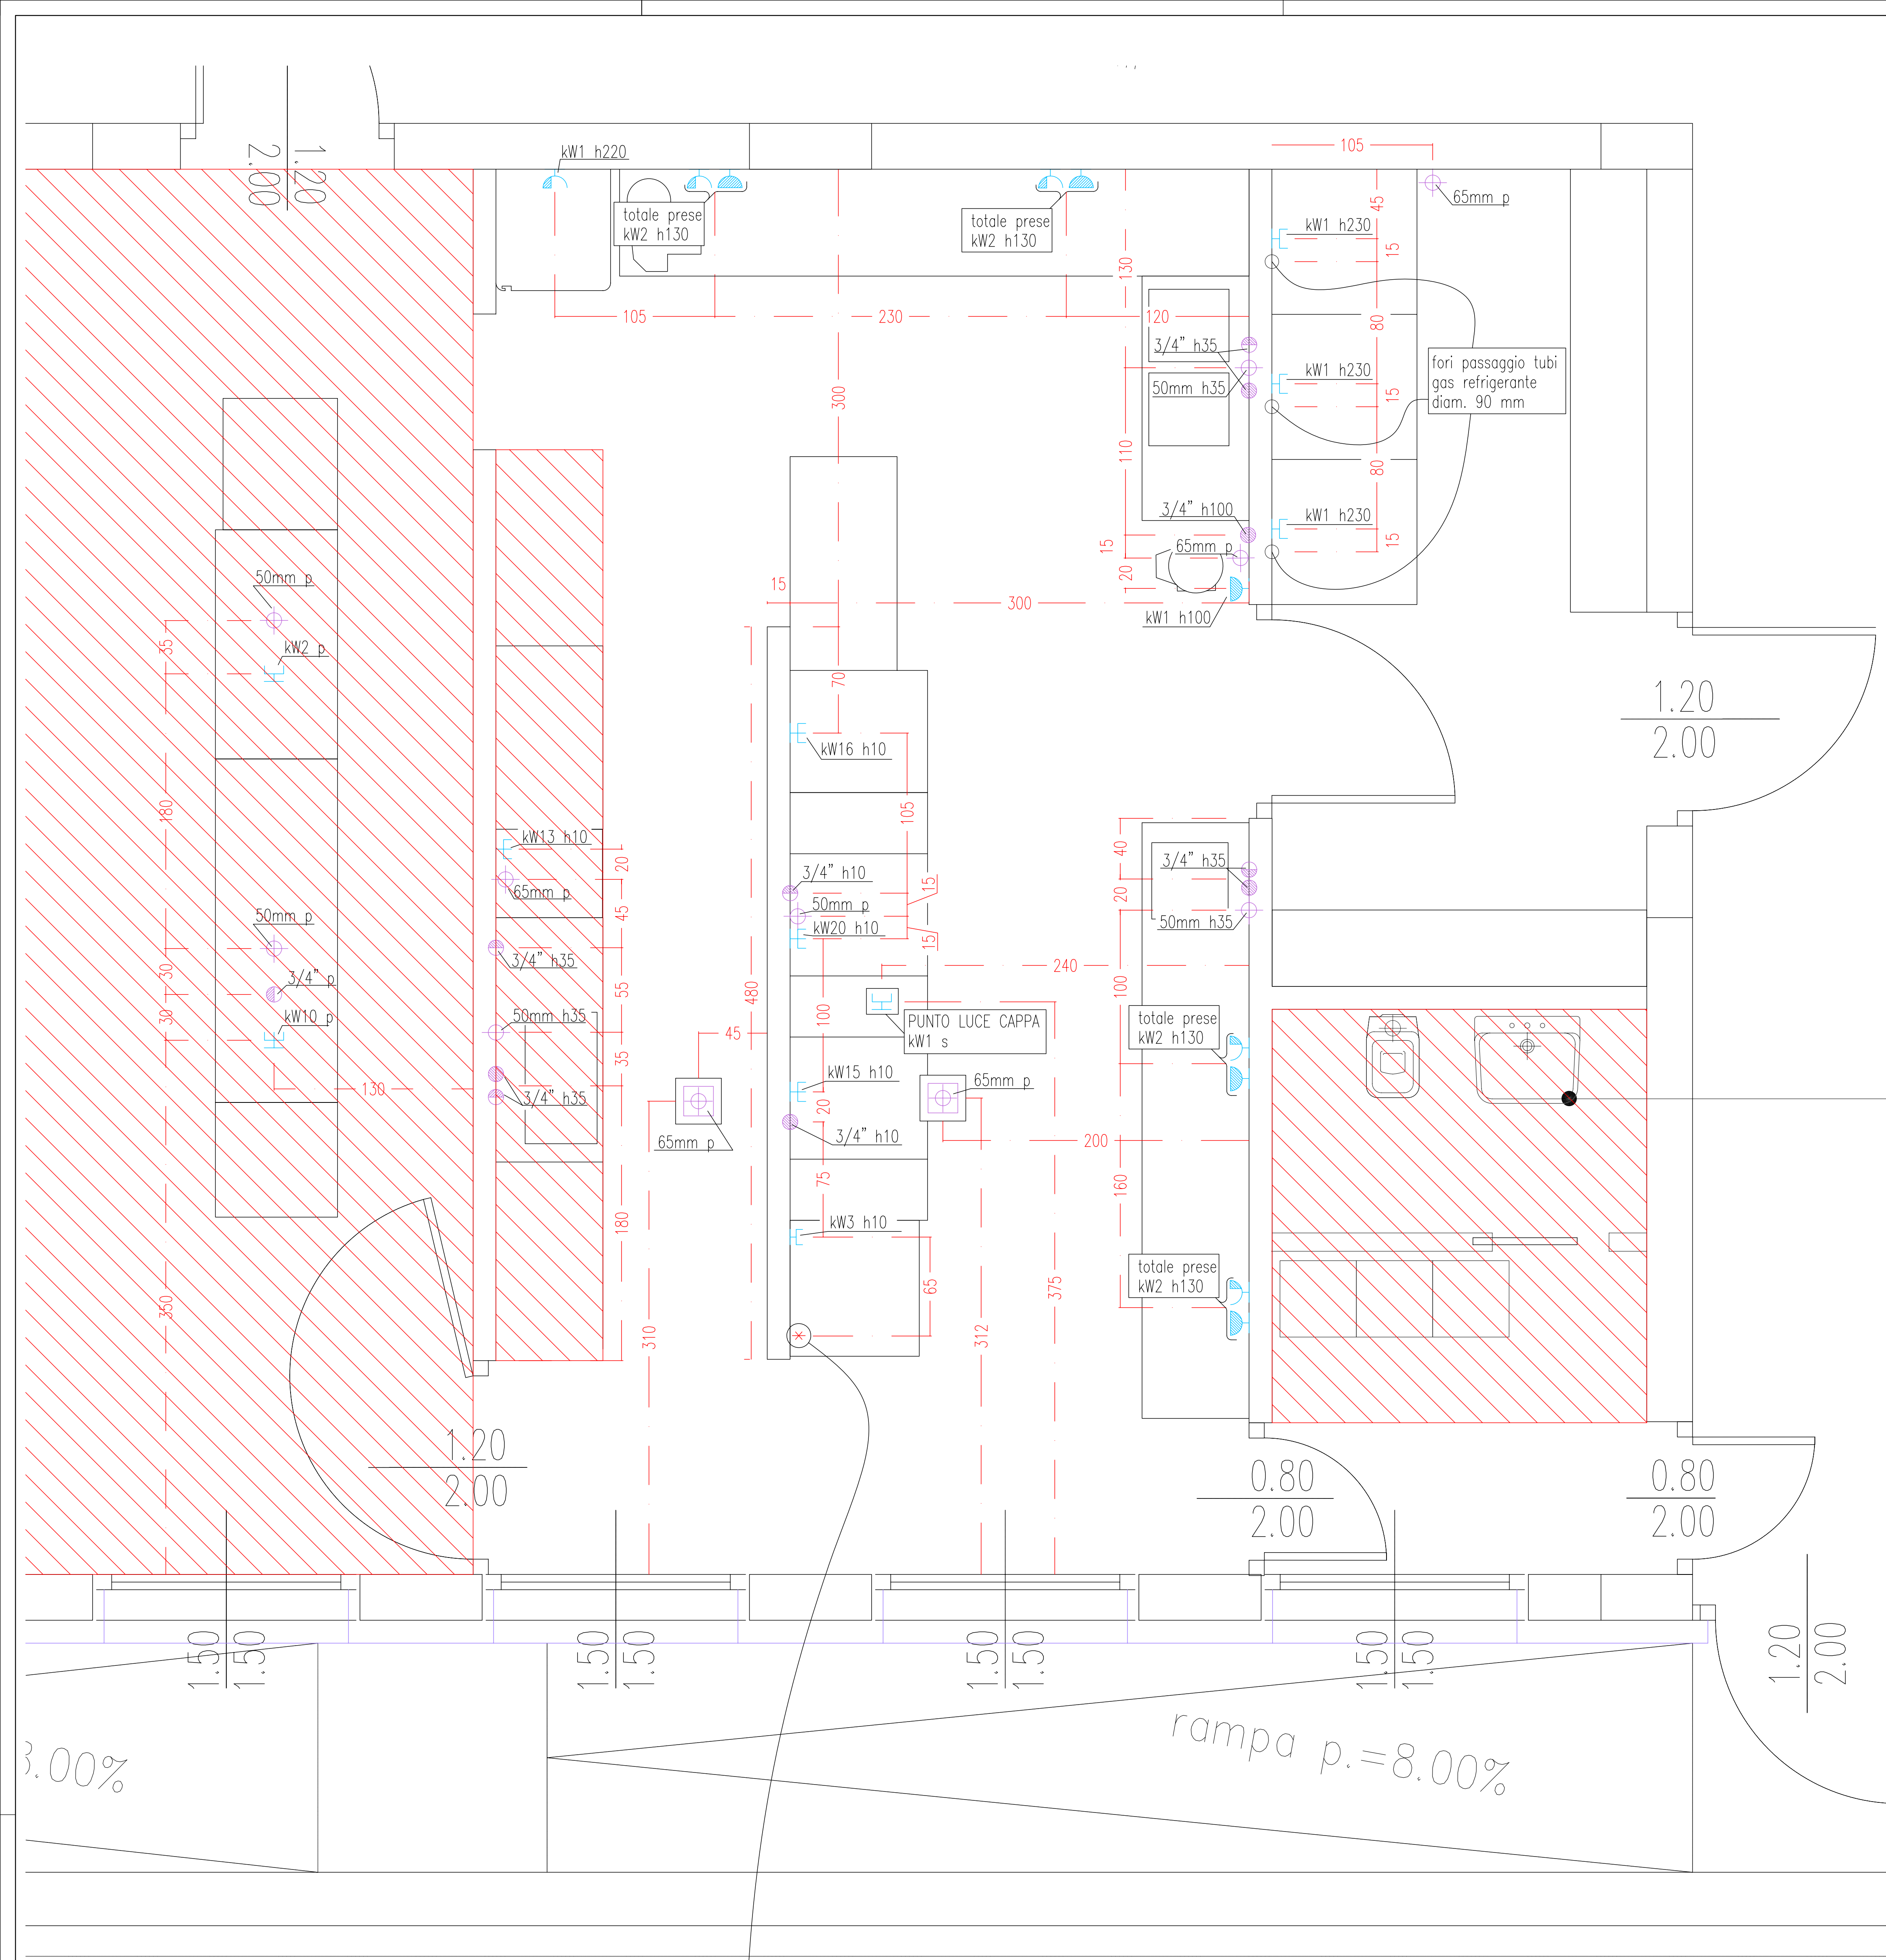 1.20
2.00
kW1 h220
totale prese
kW2 h130
totale prese
kW2 h130
105
65mm p
45
kW1 h230
15
130
105
230
120
3/4" h35
50mm h35
80
kW1 h230
15
fori passaggio tubi
gas refrigerante
diam. 90 mm
300
110
80
3/4" h100
kW1 h230
15
15
65mm p
20
15
300
kW1 h100
50mm p
35
kW2 p
70
1.20
2.00
kW16 h10
180
105
kW13 h10
20
65mm p
45
3/4" h10
50mm p
15
kW20 h10
15
40
3/4" h35
20
50mm h35
50mm p
30
3/4" p
30
kW10 p
130
3/4" h35
55
50mm h35
35
3/4" h35
480
45
100
240
100
PUNTO LUCE CAPPA
kW1 s
totale prese
kW2 h130
kW15 h10
20
65mm p
3/4" h10
65mm p
200
75
160
180
kW3 h10
65
375
totale prese
kW2 h130
350
310
312
1.20
2.00
0.80
2.00
0.80
2.00
1.50
1.50
1.50
1.50
1.50
1.50
1.50
1.50
1.20
2.00
rampa p.=8.00%
.00%